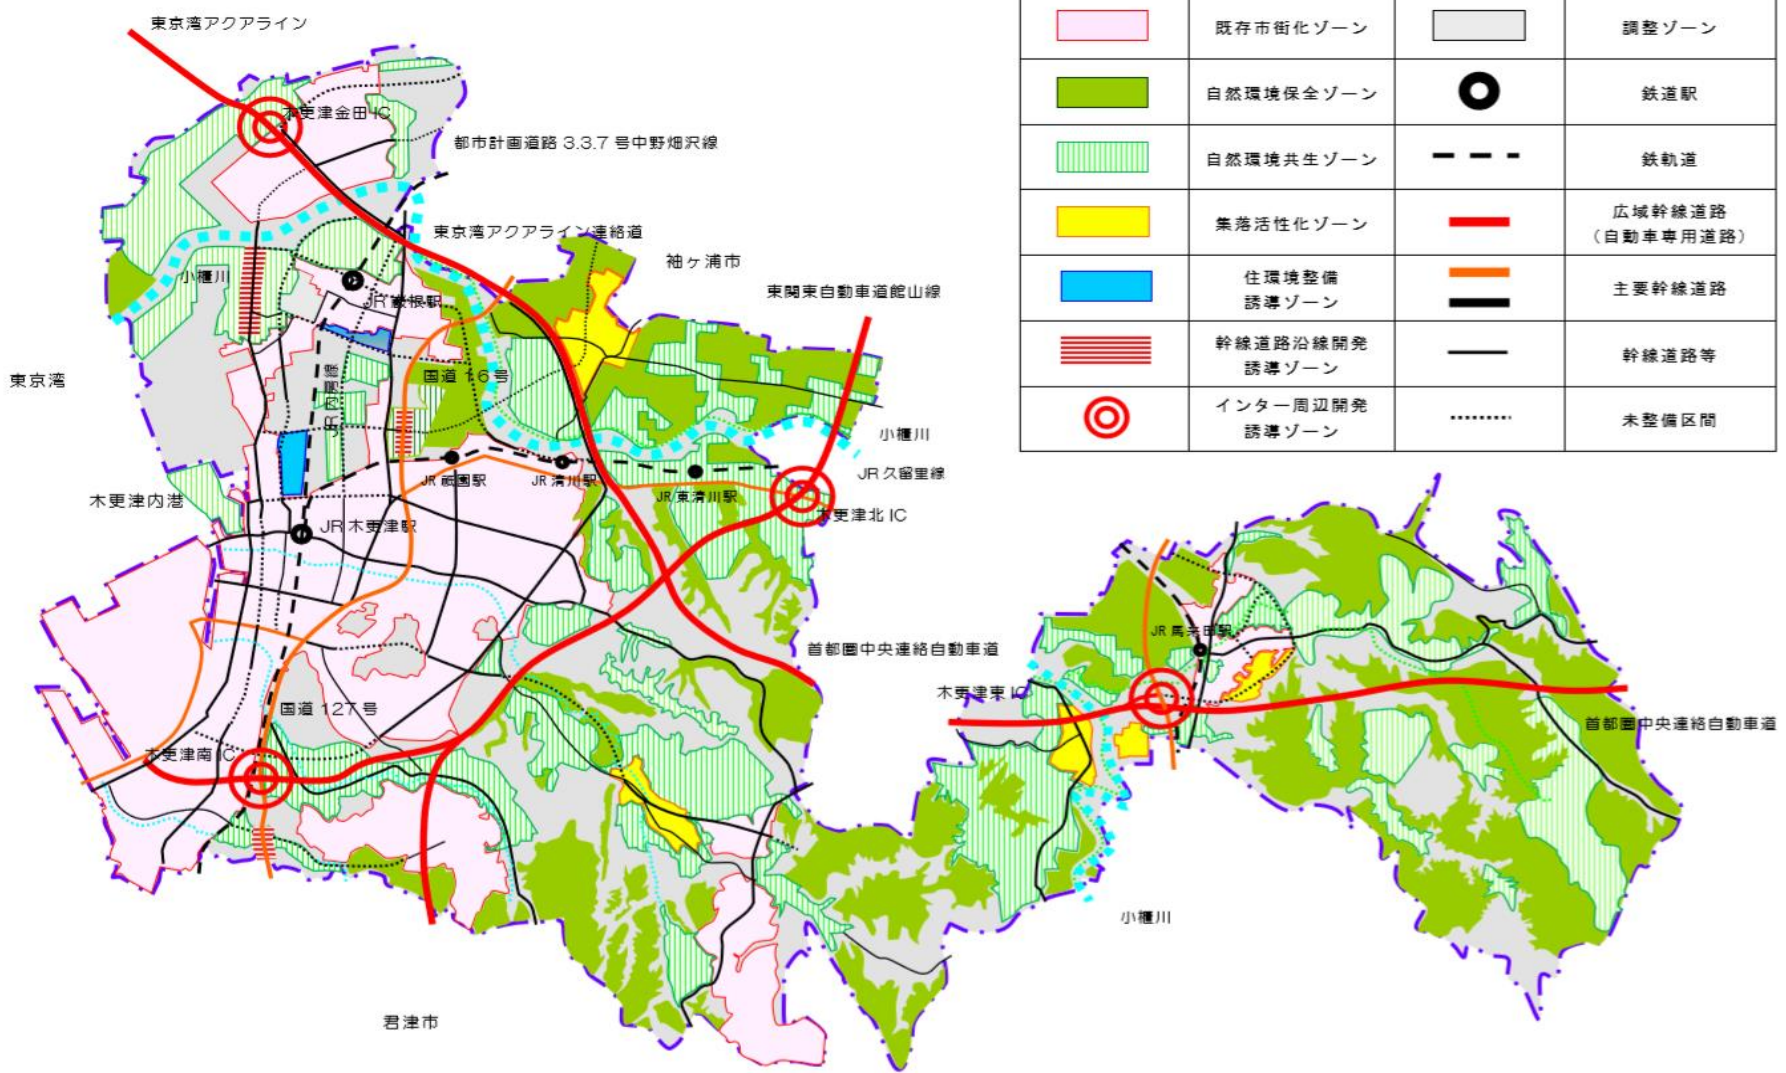 東京湾アクアライン
木更津金田IC
都市計画道路 3.3.7 号中野畑沢線
東京湾アクアライン連絡道
袖ヶ浦市
小櫃川
JR 巌根駅
東関東自動車道館山線
東京湾
国道 16号
JR内房線
小櫃川
JR 久留里線
JR 祇園駅
JR 清川駅
JR 東清川駅
木更津内港
木更津北 IC
JR 木更津駅
首都圏中央連絡自動車道
国道 127号
木更津南 IC
君津市
JR 馬来田駅
木更津東 IC
首都圏中央連絡自動車道
小櫃川
既存市街化ゾーン
調整ゾーン
自然環境保全ゾーン
鉄道駅
自然環境共生ゾーン
鉄軌道
集落活性化ゾーン
広域幹線道路
（自動車専用道路）
住環境整備
誘導ゾーン
主要幹線道路
幹線道路沿線開発
誘導ゾーン
幹線道路等
インター周辺開発
誘導ゾーン
未整備区間